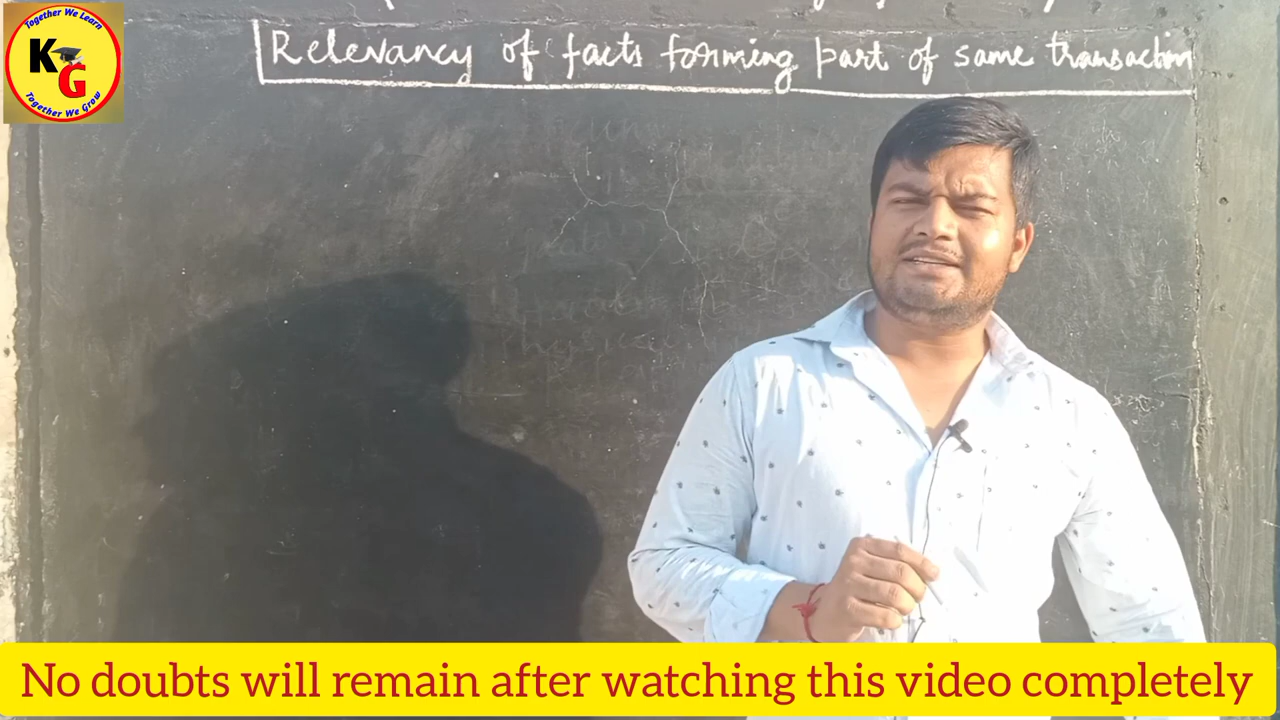 Together We Learn
KG
Together We Grow
Relevancy of facts forming part of same transaction
No doubts will remain after watching this video completely